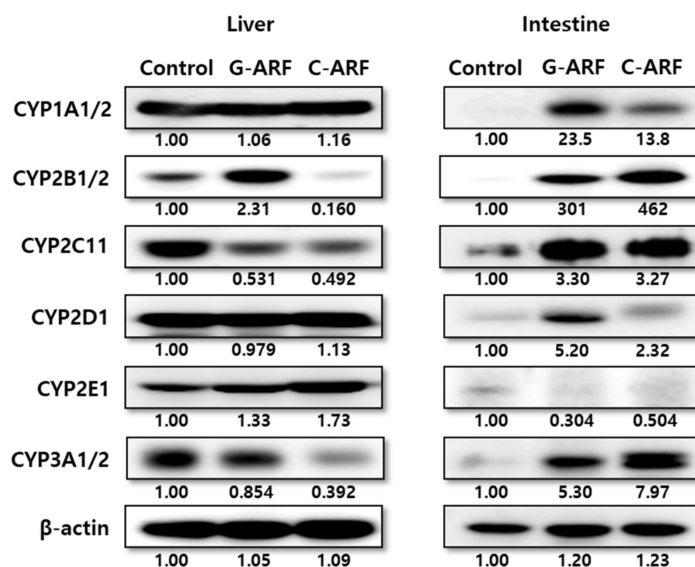 Liver Intestine
Control G-ARF C-ARF Control G-ARF C-ARF
CYP1A1/2
1.00 1.06 1.16 1.00 23.5 13.8
CYP2B1/2
1.00 2.31 0.160 1.00 301 462
CYP2C11
1.00 0.531 0.492 1.00 3.30 3.27
CYP2D1
1.00 0.979 1.13 1.00 5.20 2.32
CYP2E1
1.00 1.33 1.73 1.00 0.304 0.504
CYP3A1/2
1.00 0.854 0.392 1.00 5.30 7.97
β-actin
1.00 1.05 1.09 1.00 1.20 1.23